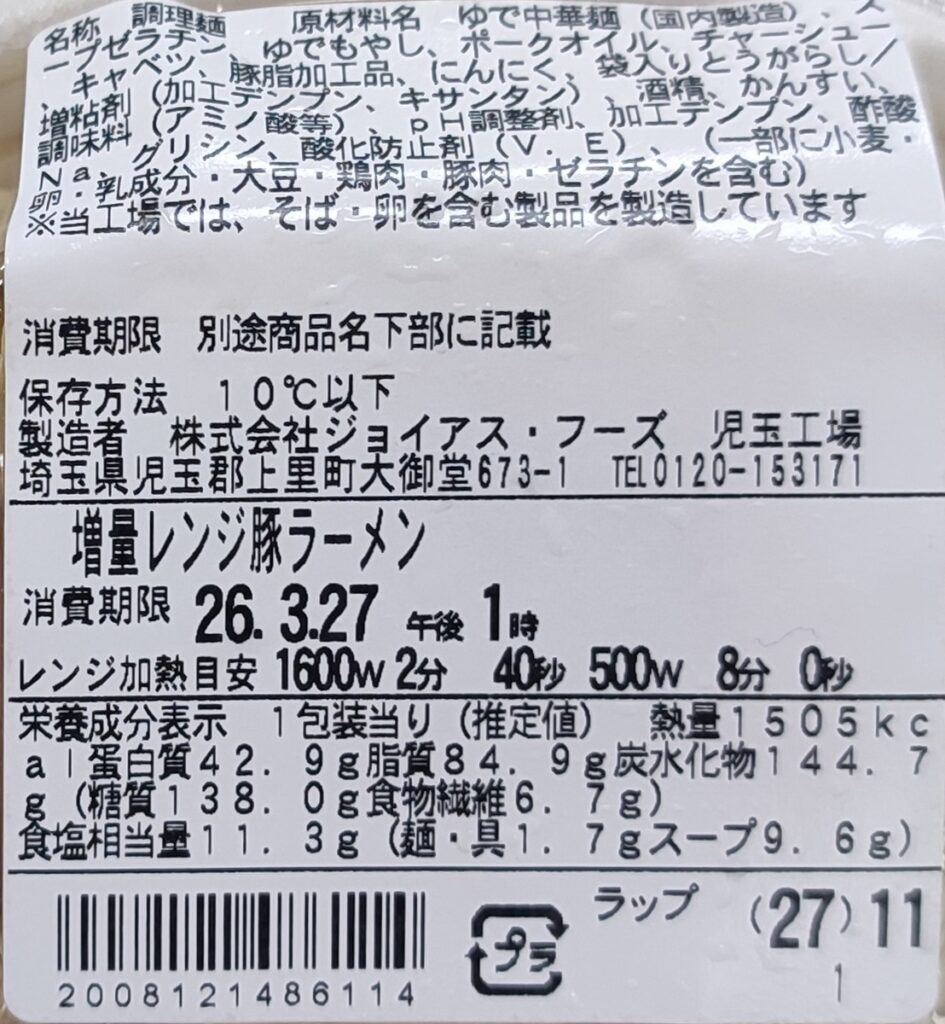 名称 調理麺 原材料名 ゆで中華麺(国内製造)、ス
ープゼラチン、ゆでもやし、ポークオイル、チャーシュー
、キャベツ、豚脂加工品、にんにく、袋入りとうがらし/
増粘剤(加工デンプン、キサンタン)、酒精、かんすい、
調味料(アミノ酸等)、pH調整剤、加工デンプン、酢酸
Na、グリシン、酸化防止剤(V.E)、(一部に小麦・
卵・乳成分・大豆・鶏肉・豚肉・ゼラチンを含む)
※当工場では、そば・卵を含む製品を製造しています
消費期限 別途商品名下部に記載
保存方法 10℃以下
製造者 株式会社ジョイアス・フーズ 児玉工場
埼玉県児玉郡上里町大御堂673-1 TEL0120-153171
増量レンジ豚ラーメン
消費期限 26.3.27 午後 1時
レンジ加熱目安 1600W 2分 40秒 500W 8分 0秒
栄養成分表示 1包装当り(推定値) 熱量1505kc
al蛋白質42.9g脂質84.9g炭水化物144.7
g(糖質138.0g食物繊維6.7g)
食塩相当量11.3g(麺・具1.7gスープ9.6g)
プラ
ラップ
(27)11
1
2008121486114